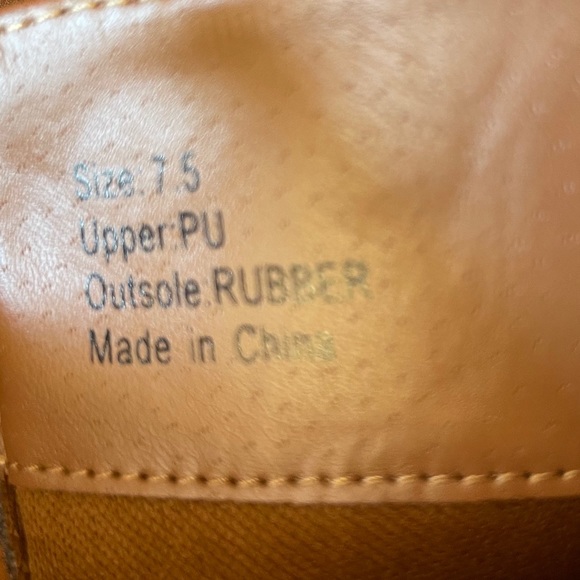 Size:7.5
Upper:PU
Outsole:RUBBER
Made in China